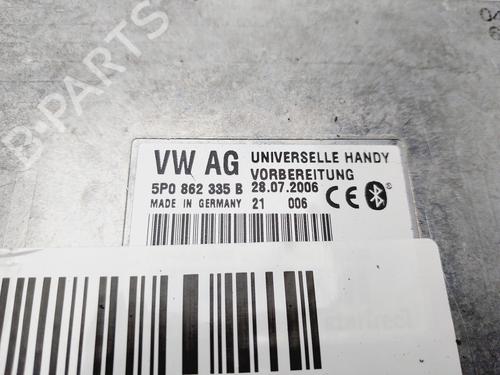 B-PARTS
VW AG UNIVERSELLE HANDY
VORBEREITUNG
5P0 862 335 B 28.07.2006
MADE IN GERMANY 21 006 CE